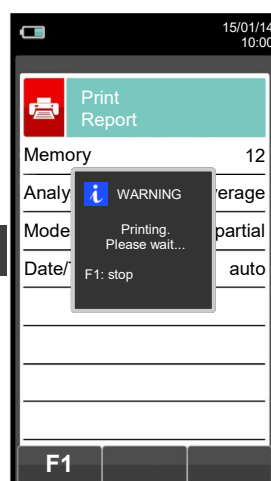 15/01/14
10:00
Print
Report
Memory 12
Analy verage
Mode partial
Date/ auto
WARNING
Printing.
Please wait...
F1: stop
F1